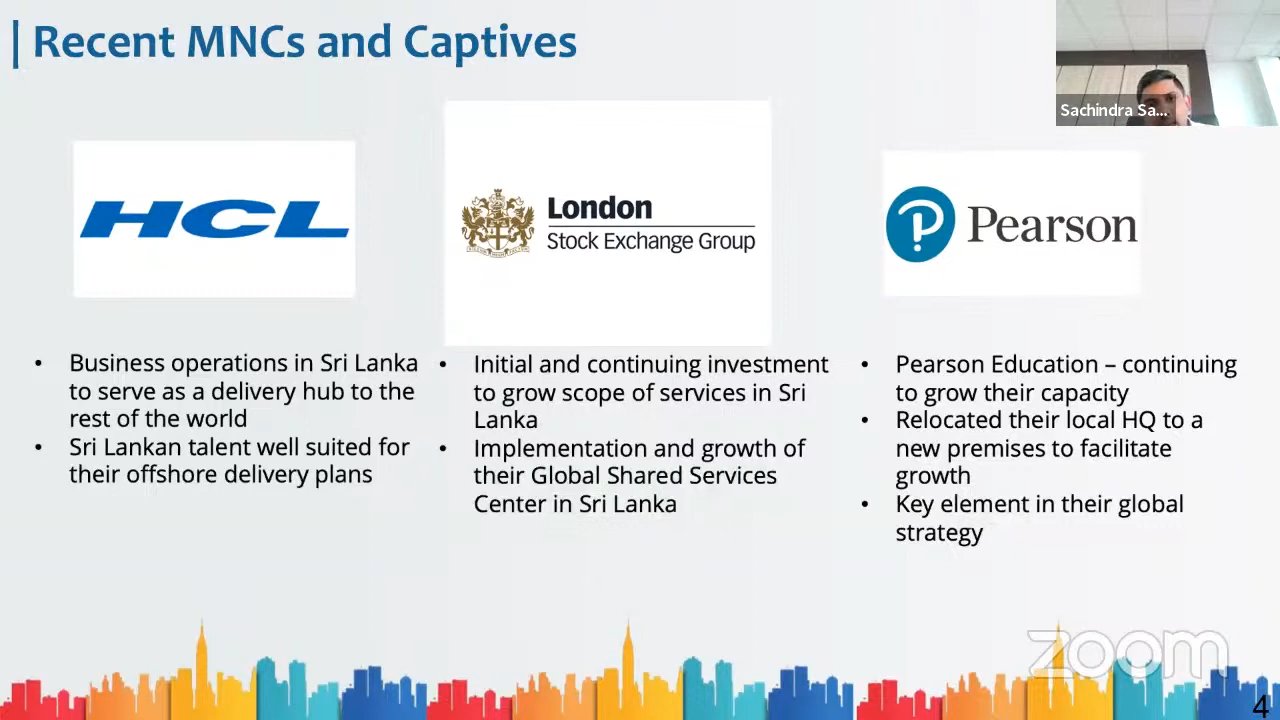 Recent MNCs and Captives
Sachindra Sa...
HCL
London
Stock Exchange Group
Pearson
• Business operations in Sri Lanka
to serve as a delivery hub to the
rest of the world
• Sri Lankan talent well suited for
their offshore delivery plans
• Initial and continuing investment
to grow scope of services in Sri
Lanka
• Implementation and growth of
their Global Shared Services
Center in Sri Lanka
• Pearson Education – continuing
to grow their capacity
• Relocated their local HQ to a
new premises to facilitate
growth
• Key element in their global
strategy
zoom
4